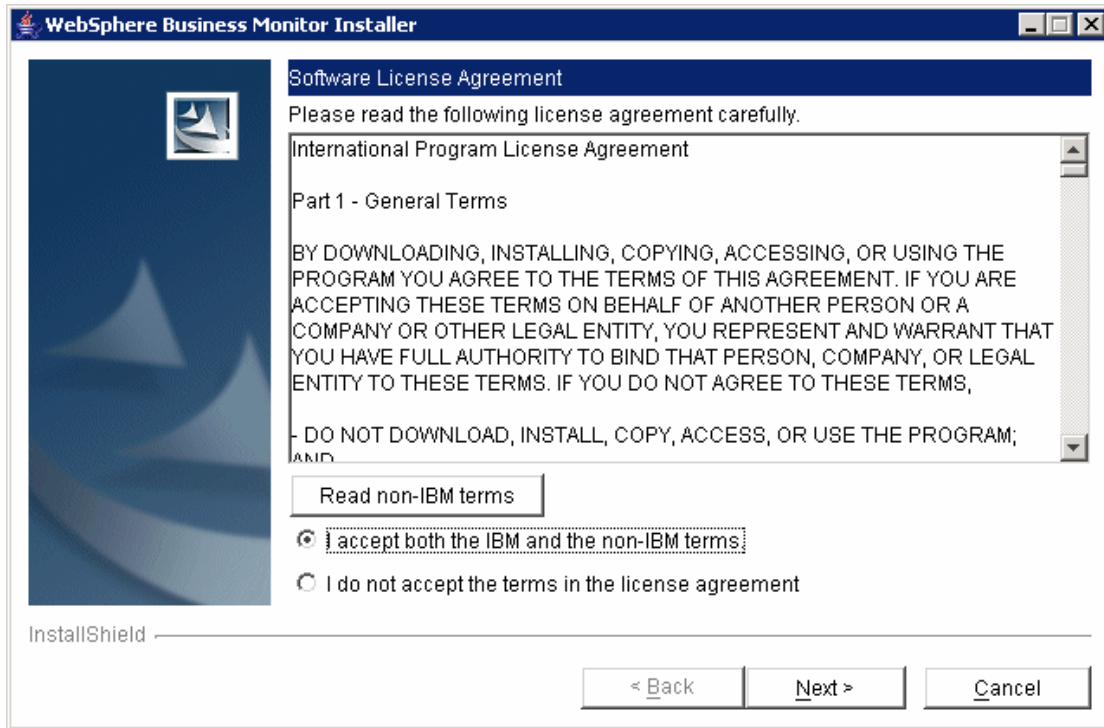 WebSphere Business Monitor Installer
Software License Agreement
Please read the following license agreement carefully.
International Program License Agreement
Part 1 - General Terms
BY DOWNLOADING, INSTALLING, COPYING, ACCESSING, OR USING THE
PROGRAM YOU AGREE TO THE TERMS OF THIS AGREEMENT. IF YOU ARE
ACCEPTING THESE TERMS ON BEHALF OF ANOTHER PERSON OR A
COMPANY OR OTHER LEGAL ENTITY, YOU REPRESENT AND WARRANT THAT
YOU HAVE FULL AUTHORITY TO BIND THAT PERSON, COMPANY, OR LEGAL
ENTITY TO THESE TERMS. IF YOU DO NOT AGREE TO THESE TERMS,
- DO NOT DOWNLOAD, INSTALL, COPY, ACCESS, OR USE THE PROGRAM;
AND
Read non-IBM terms
I accept both the IBM and the non-IBM terms.
I do not accept the terms in the license agreement
InstallShield
< Back
Next >
Cancel